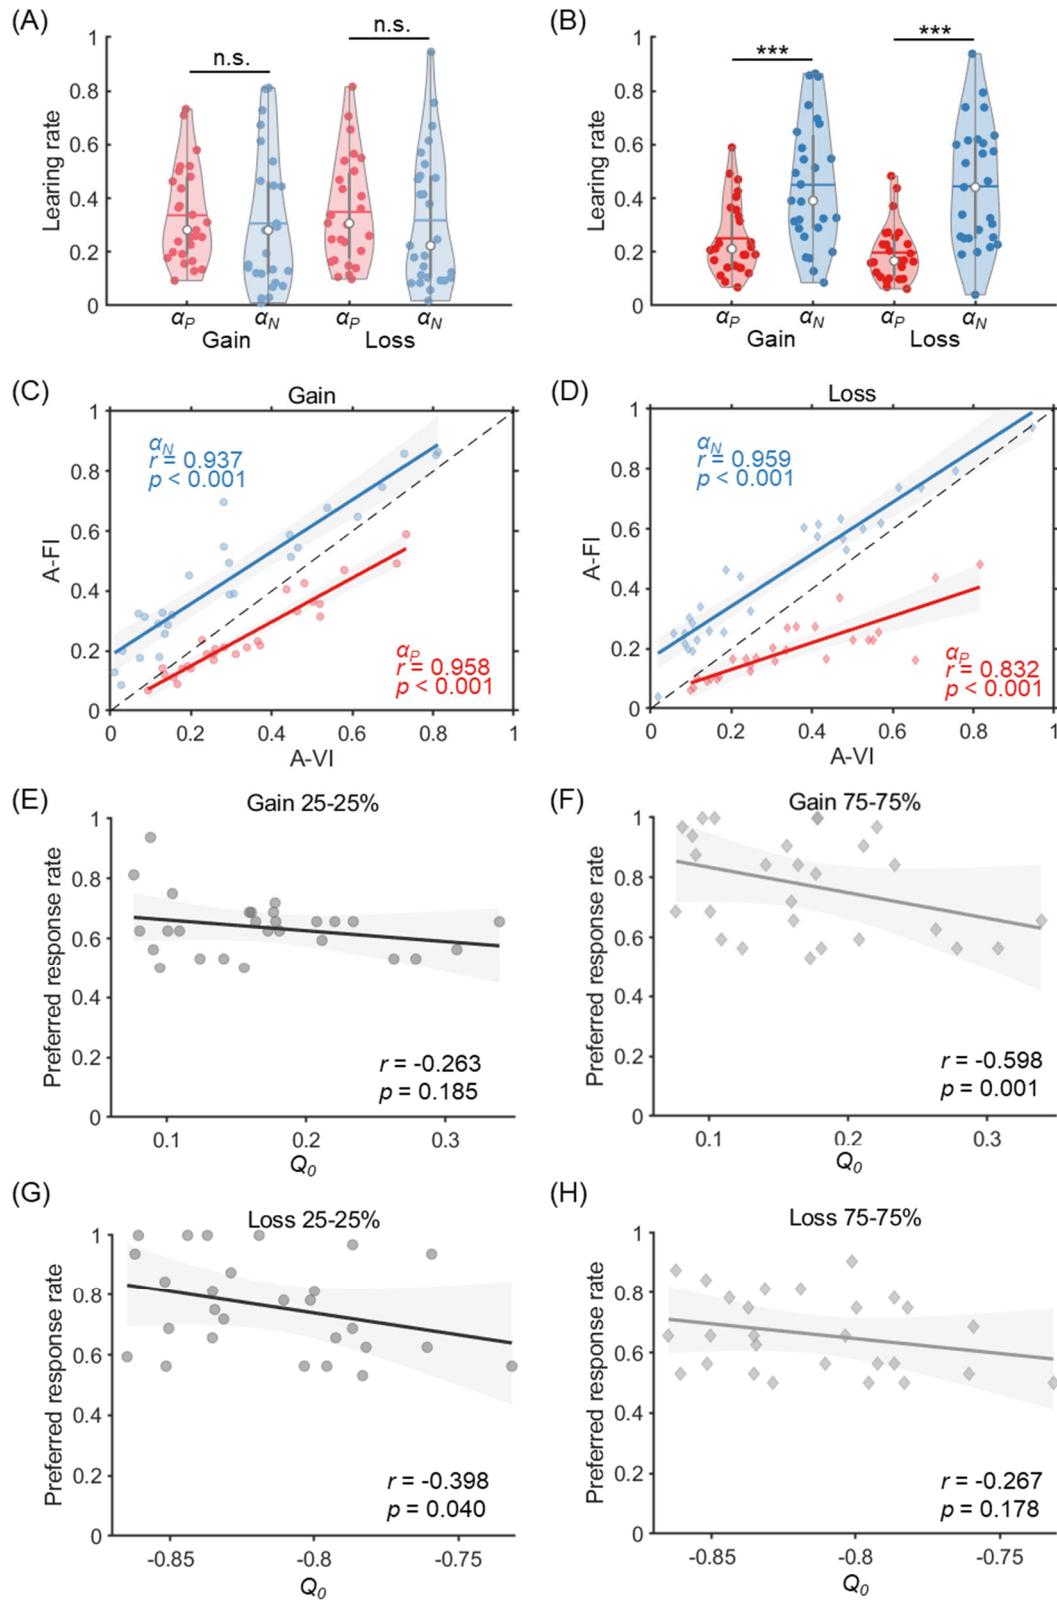 (A)
n.s.
n.s.
1
0.8
0.6
0.4
0.2
0
Learing rate
αP αN αP αN
Gain Loss
(B)
***
***
1
0.8
0.6
0.4
0.2
0
Learing rate
αP αN αP αN
Gain Loss
(C)
Gain
1
0.8
0.6
0.4
0.2
0
A-FI
αN
r = 0.937
p < 0.001
αP
r = 0.958
p < 0.001
0 0.2 0.4 0.6 0.8 1
A-VI
(D)
Loss
1
0.8
0.6
0.4
0.2
0
A-FI
αN
r = 0.959
p < 0.001
αP
r = 0.832
p < 0.001
0 0.2 0.4 0.6 0.8 1
A-VI
(E)
Gain 25-25%
1
0.8
0.6
0.4
0.2
0
Preferred response rate
r = -0.263
p = 0.185
0.1 0.2 0.3
Q0
(F)
Gain 75-75%
1
0.8
0.6
0.4
0.2
0
Preferred response rate
r = -0.598
p = 0.001
0.1 0.2 0.3
Q0
(G)
Loss 25-25%
1
0.8
0.6
0.4
0.2
0
Preferred response rate
r = -0.398
p = 0.040
-0.85 -0.8 -0.75
Q0
(H)
Loss 75-75%
1
0.8
0.6
0.4
0.2
0
Preferred response rate
r = -0.267
p = 0.178
-0.85 -0.8 -0.75
Q0